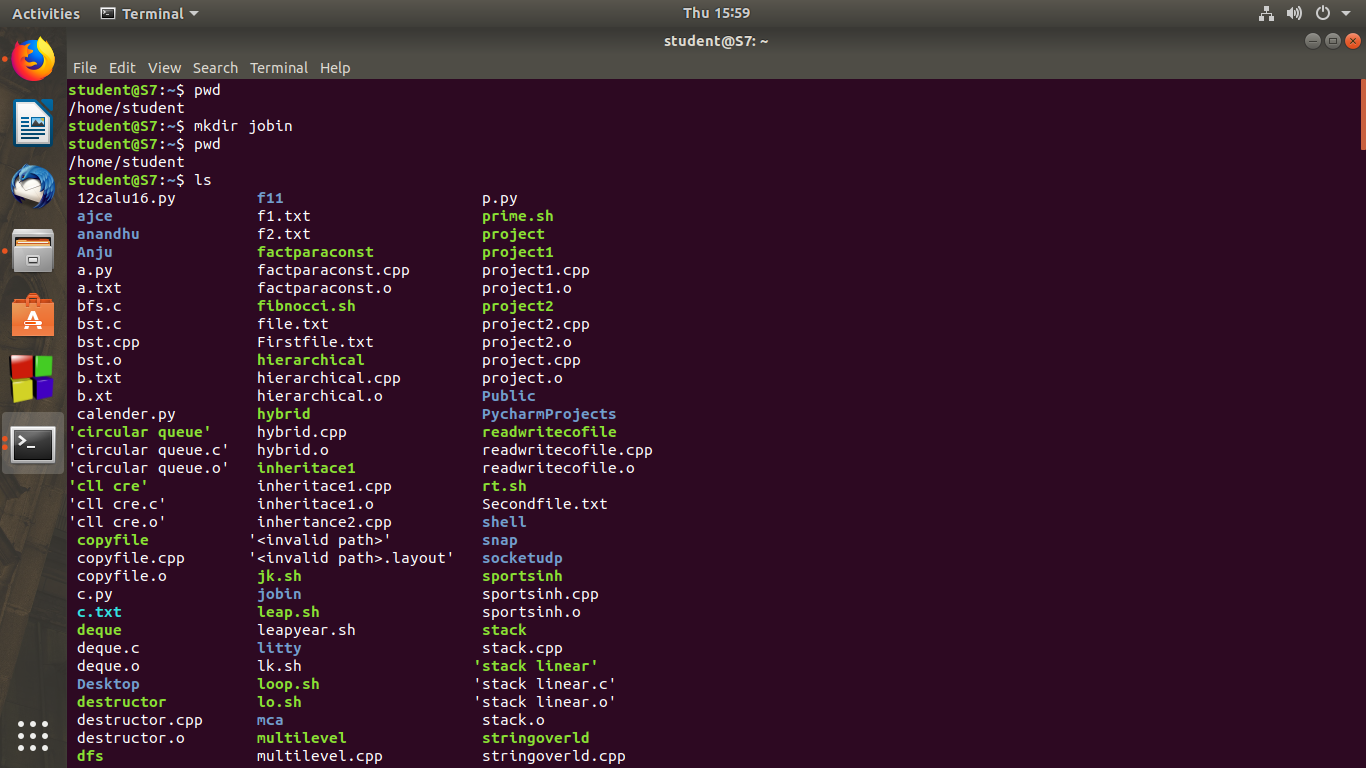 Activities Terminal Thu 15:59
student@S7: ~
File Edit View Search Terminal Help
student@S7:~$ pwd
/home/student
student@S7:~$ mkdir jobin
student@S7:~$ pwd
/home/student
student@S7:~$ ls
12calu16.py f11 p.py
ajce f1.txt prime.sh
anandhu f2.txt project
Anju factparaconst project1
a.py factparaconst.cpp project1.cpp
a.txt factparaconst.o project1.o
bfs.c fibnocci.sh project2
bst.c file.txt project2.cpp
bst.cpp Firstfile.txt project2.o
bst.o hierarchical project.cpp
b.txt hierarchical.cpp project.o
b.xt hierarchical.o Public
calender.py hybrid PycharmProjects
'circular queue' hybrid.cpp readwritecofile
'circular queue.c' hybrid.o readwritecofile.cpp
'circular queue.o' inheritace1 readwritecofile.o
'cll cre' inheritace1.cpp rt.sh
'cll cre.c' inheritace1.o Secondfile.txt
'cll cre.o' inhertance2.cpp shell
copyfile '<invalid path>' snap
copyfile.cpp '<invalid path>.layout' socketudp
copyfile.o jk.sh sportsinh
c.py jobin sportsinh.cpp
c.txt leap.sh sportsinh.o
deque leapyear.sh stack
deque.c litty stack.cpp
deque.o lk.sh 'stack linear'
Desktop loop.sh 'stack linear.c'
destructor lo.sh 'stack linear.o'
destructor.cpp mca stack.o
destructor.o multilevel stringoverld
dfs multilevel.cpp stringoverld.cpp